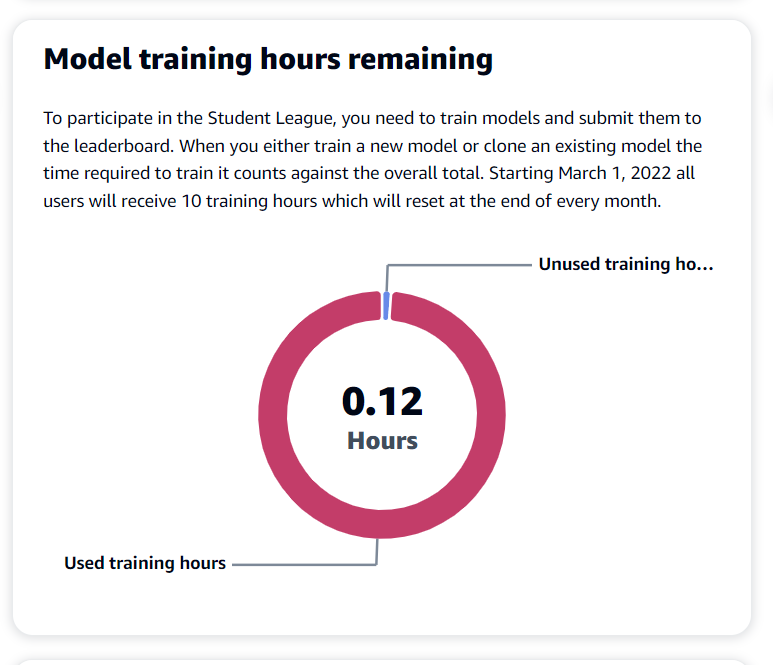 Model training hours remaining
To participate in the Student League, you need to train models and submit them to
the leaderboard. When you either train a new model or clone an existing model the
time required to train it counts against the overall total. Starting March 1, 2022 all
users will receive 10 training hours which will reset at the end of every month.
Unused training ho...
0.12
Hours
Used training hours